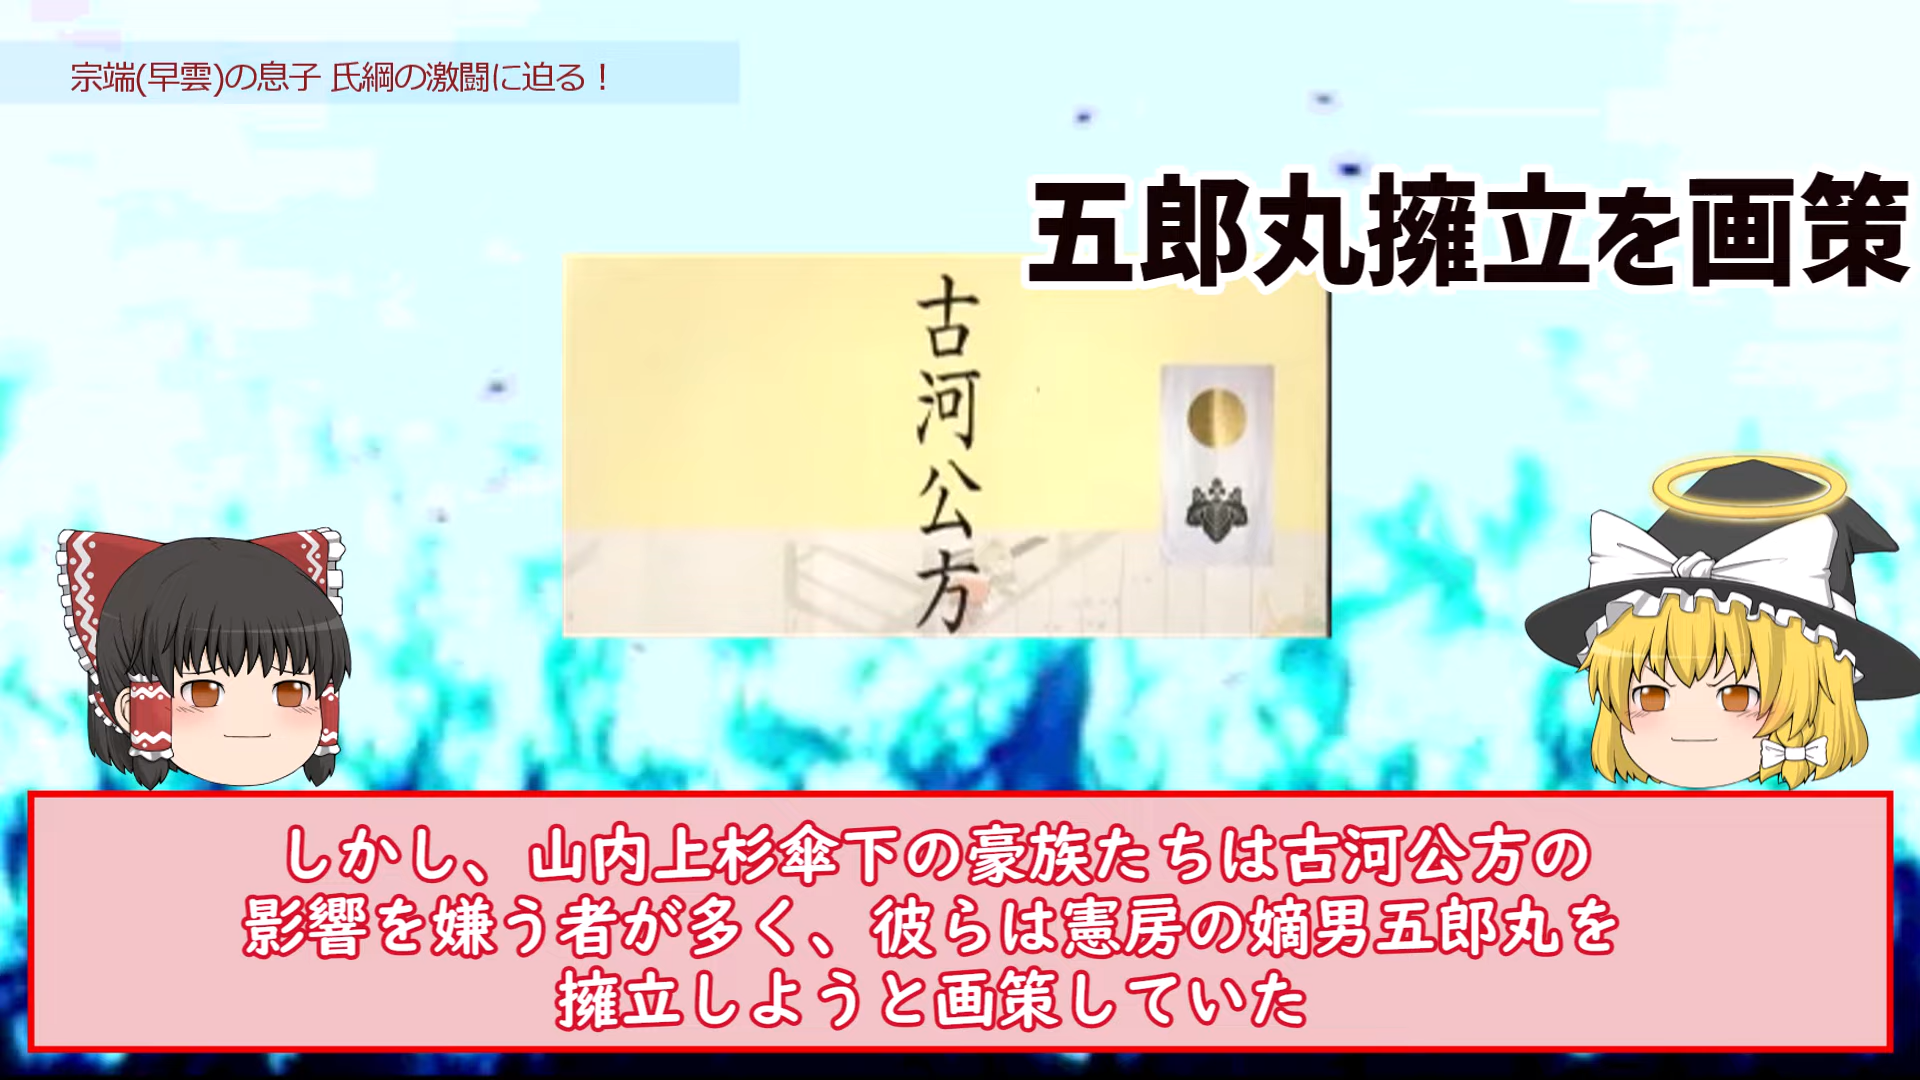 宗端(早雲)の息子 氏綱の激闘に迫る！
五郎丸擁立を画策
古河公方
しかし、山内上杉傘下の豪族たちは古河公方の
影響を嫌う者が多く、彼らは憲房の嫡男五郎丸を
擁立しようと画策していた